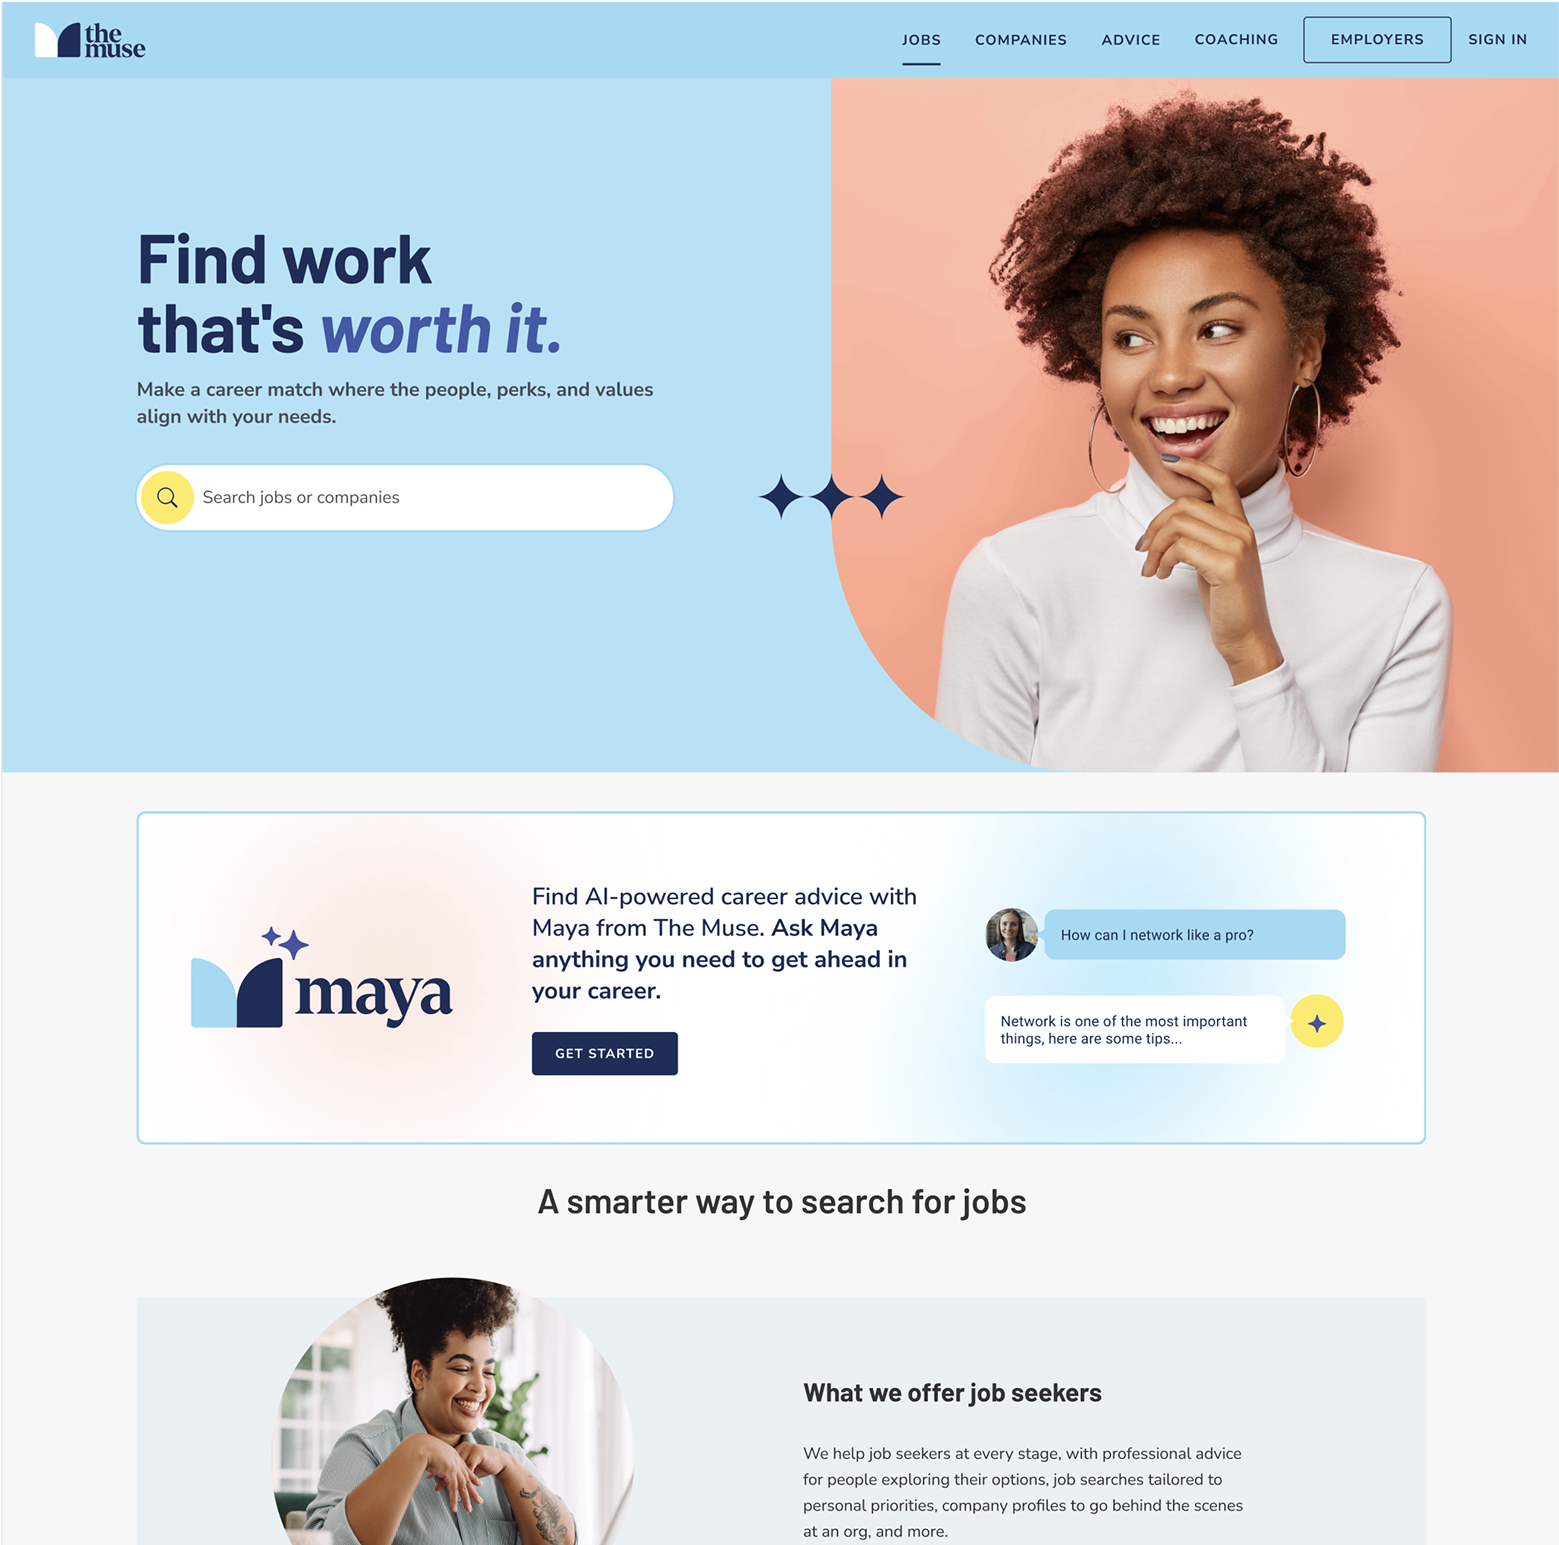 the
muse
JOBS COMPANIES ADVICE COACHING EMPLOYERS SIGN IN
Find work
that's worth it.
Make a career match where the people, perks, and values
align with your needs.
Search jobs or companies
maya
Find AI-powered career advice with
Maya from The Muse. Ask Maya
anything you need to get ahead in
your career.
GET STARTED
How can I network like a pro?
Network is one of the most important
things, here are some tips...
A smarter way to search for jobs
What we offer job seekers
We help job seekers at every stage, with professional advice
for people exploring their options, job searches tailored to
personal priorities, company profiles to go behind the scenes
at an org, and more.